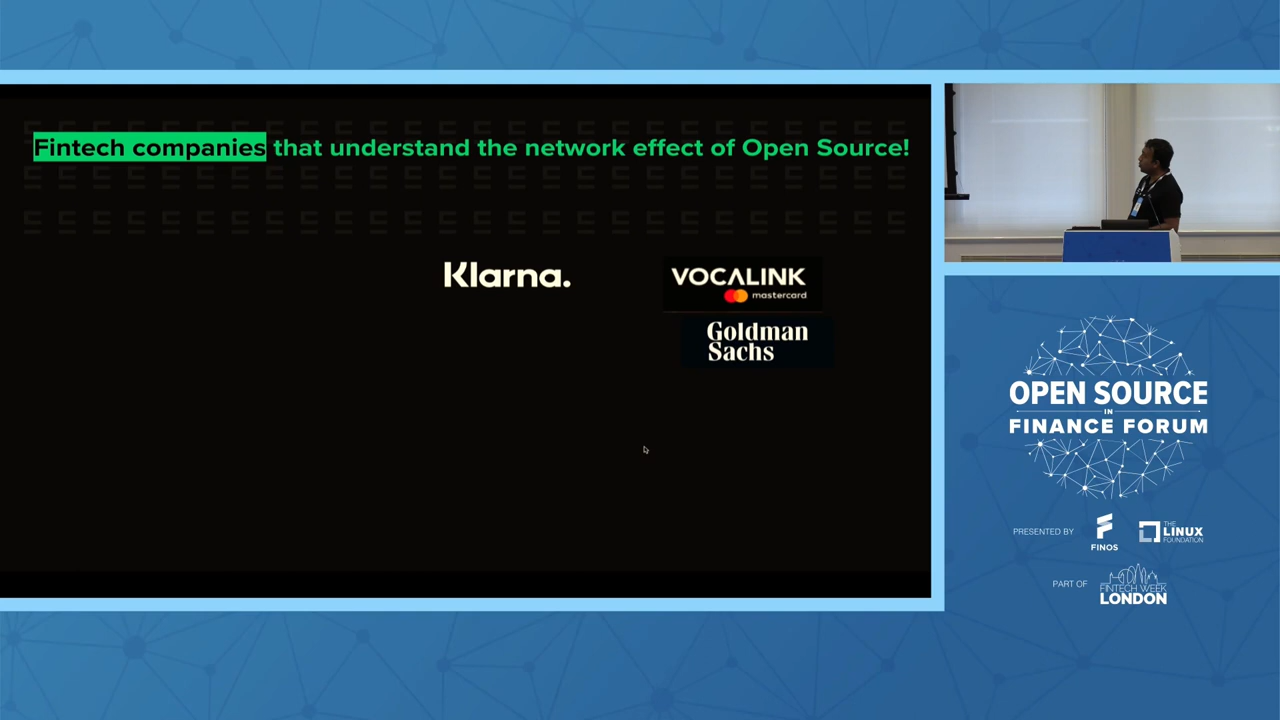 Fintech companies that understand the network effect of Open Source!
Klarna.
VOCALINK
mastercard
Goldman
Sachs
OPEN SOURCE
IN
FINANCE FORUM
PRESENTED BY
FINOS
THE
LINUX
FOUNDATION
PART OF
FINTECH WEEK
LONDON